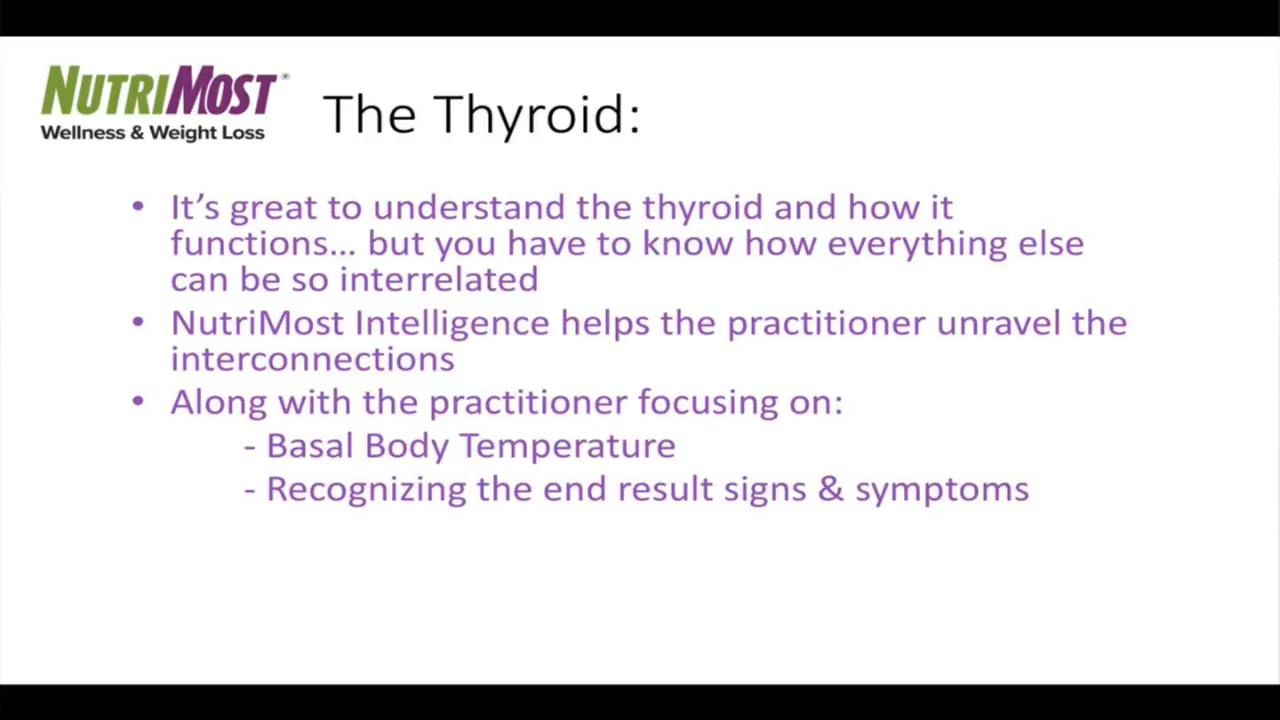 NUTRIMOST®
Wellness & Weight Loss
The Thyroid:
• It’s great to understand the thyroid and how it
functions… but you have to know how everything else
can be so interrelated
• NutriMost Intelligence helps the practitioner unravel the
interconnections
• Along with the practitioner focusing on:
- Basal Body Temperature
- Recognizing the end result signs & symptoms